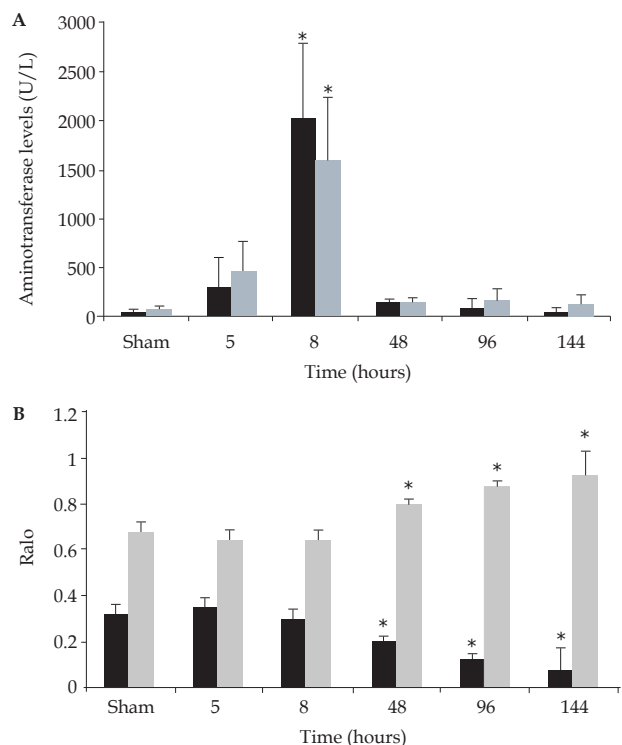 A
Aminotransferase levels (U/L)
3000
2500
2000
1500
1000
500
0
*
*
Sham 5 8 48 96 144
Time (hours)
B
Ralo
1.2
1
0.8
0.6
0.4
0.2
0
*
*
*
*
*
*
Sham 5 8 48 96 144
Time (hours)